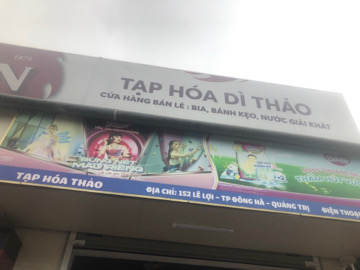 TẠP HÓA DÌ THẢO
CỬA HÀNG BÁN LẺ : BIA, BÁNH KẸO, NƯỚC GIẢI KHÁT
TẠP HÓA THẢO
ĐỊA CHỈ: 152 LÊ LỢI - TP ĐÔNG HÀ - QUẢNG TRỊ
ĐIỆN THOẠI